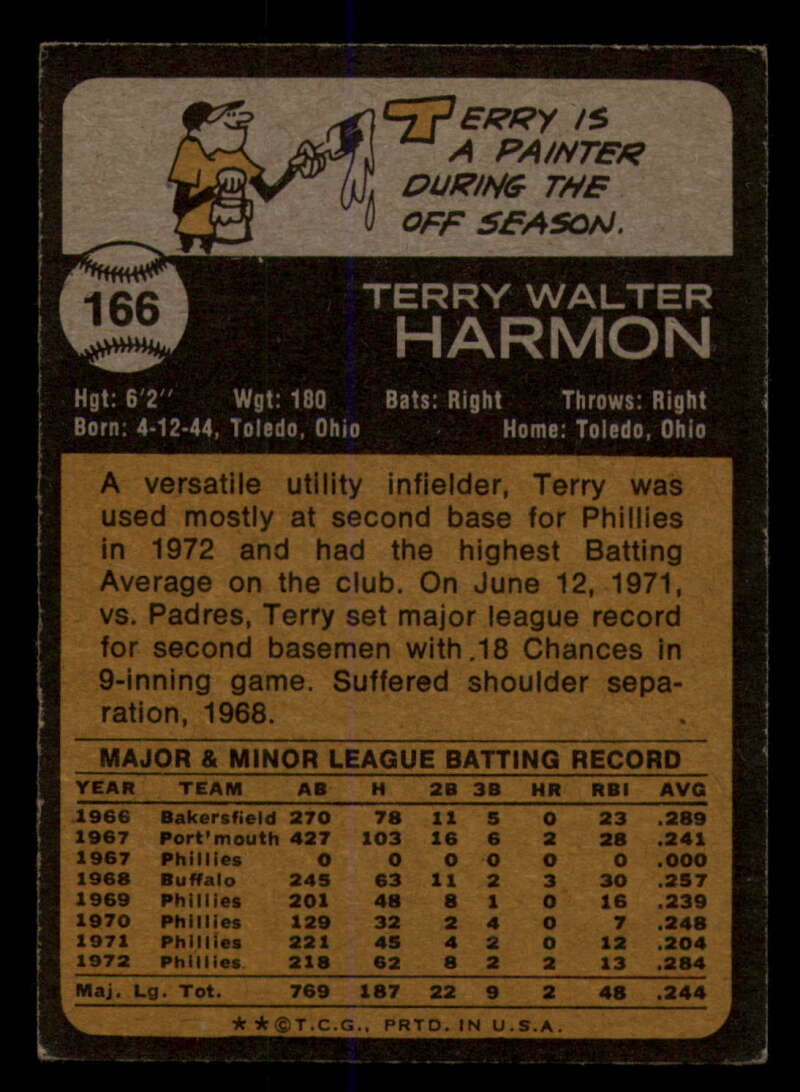 TERRY IS
A PAINTER
DURING THE
OFF SEASON.
166
TERRY WALTER
HARMON
Hgt: 6'2" Wgt: 180 Bats: Right Throws: Right
Born: 4-12-44, Toledo, Ohio Home: Toledo, Ohio
A versatile utility infielder, Terry was
used mostly at second base for Phillies
in 1972 and had the highest Batting
Average on the club. On June 12, 1971,
vs. Padres, Terry set major league record
for second basemen with 18 Chances in
9-inning game. Suffered shoulder sepa-
ration, 1968.
MAJOR & MINOR LEAGUE BATTING RECORD
YEAR TEAM AB H 2B 3B HR RBI AVG
1966 Bakersfield 270 78 11 5 0 23 .289
1967 Port'mouth 427 103 16 6 2 28 .241
1967 Phillies 0 0 0 0 0 0 .000
1968 Buffalo 245 63 11 2 3 30 .257
1969 Phillies 201 48 8 1 0 16 .239
1970 Phillies 129 32 2 4 0 7 .248
1971 Phillies 221 45 4 2 0 12 .204
1972 Phillies 218 62 8 2 2 13 .284
Maj. Lg. Tot. 769 187 22 9 2 48 .244
★★©T.C.G., PRTD. IN U.S.A.